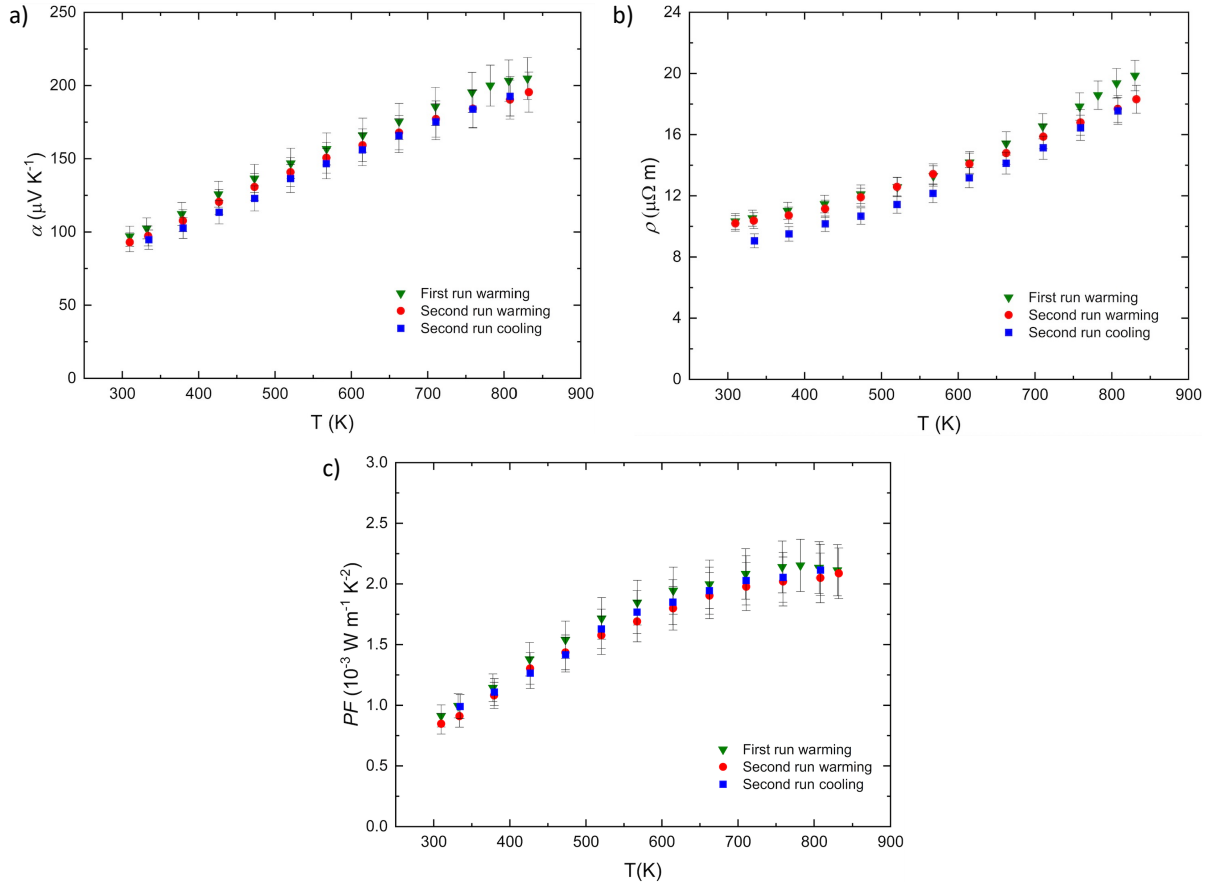 a)
250
200
150
100
50
0
α (μV K⁻¹)
First run warming
Second run warming
Second run cooling
300 400 500 600 700 800 900
T (K)
b)
24
20
16
12
8
4
0
ρ (μΩ m)
First run warming
Second run warming
Second run cooling
300 400 500 600 700 800 900
T (K)
c)
3.0
2.5
2.0
1.5
1.0
0.5
0.0
PF (10⁻³ W m⁻¹ K⁻²)
First run warming
Second run warming
Second run cooling
300 400 500 600 700 800 900
T(K)